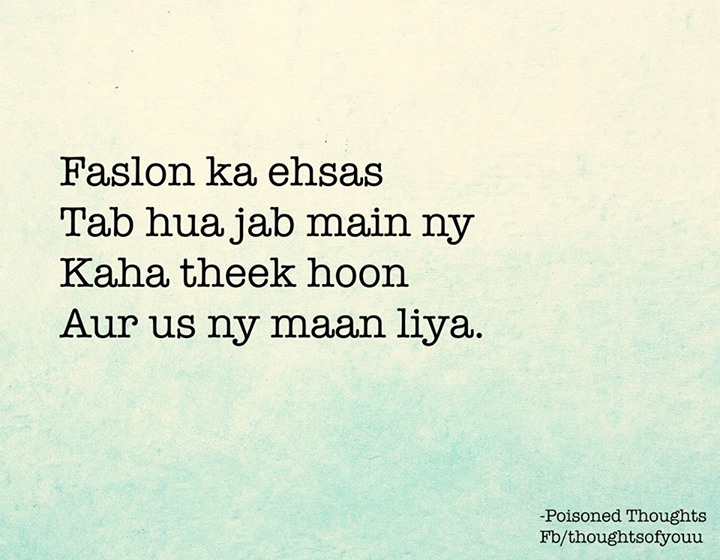 Faslon ka ehsas
Tab hua jab main ny
Kaha theek hoon
Aur us ny maan liya.
-Poisoned Thoughts
Fb/thoughtsofyouu